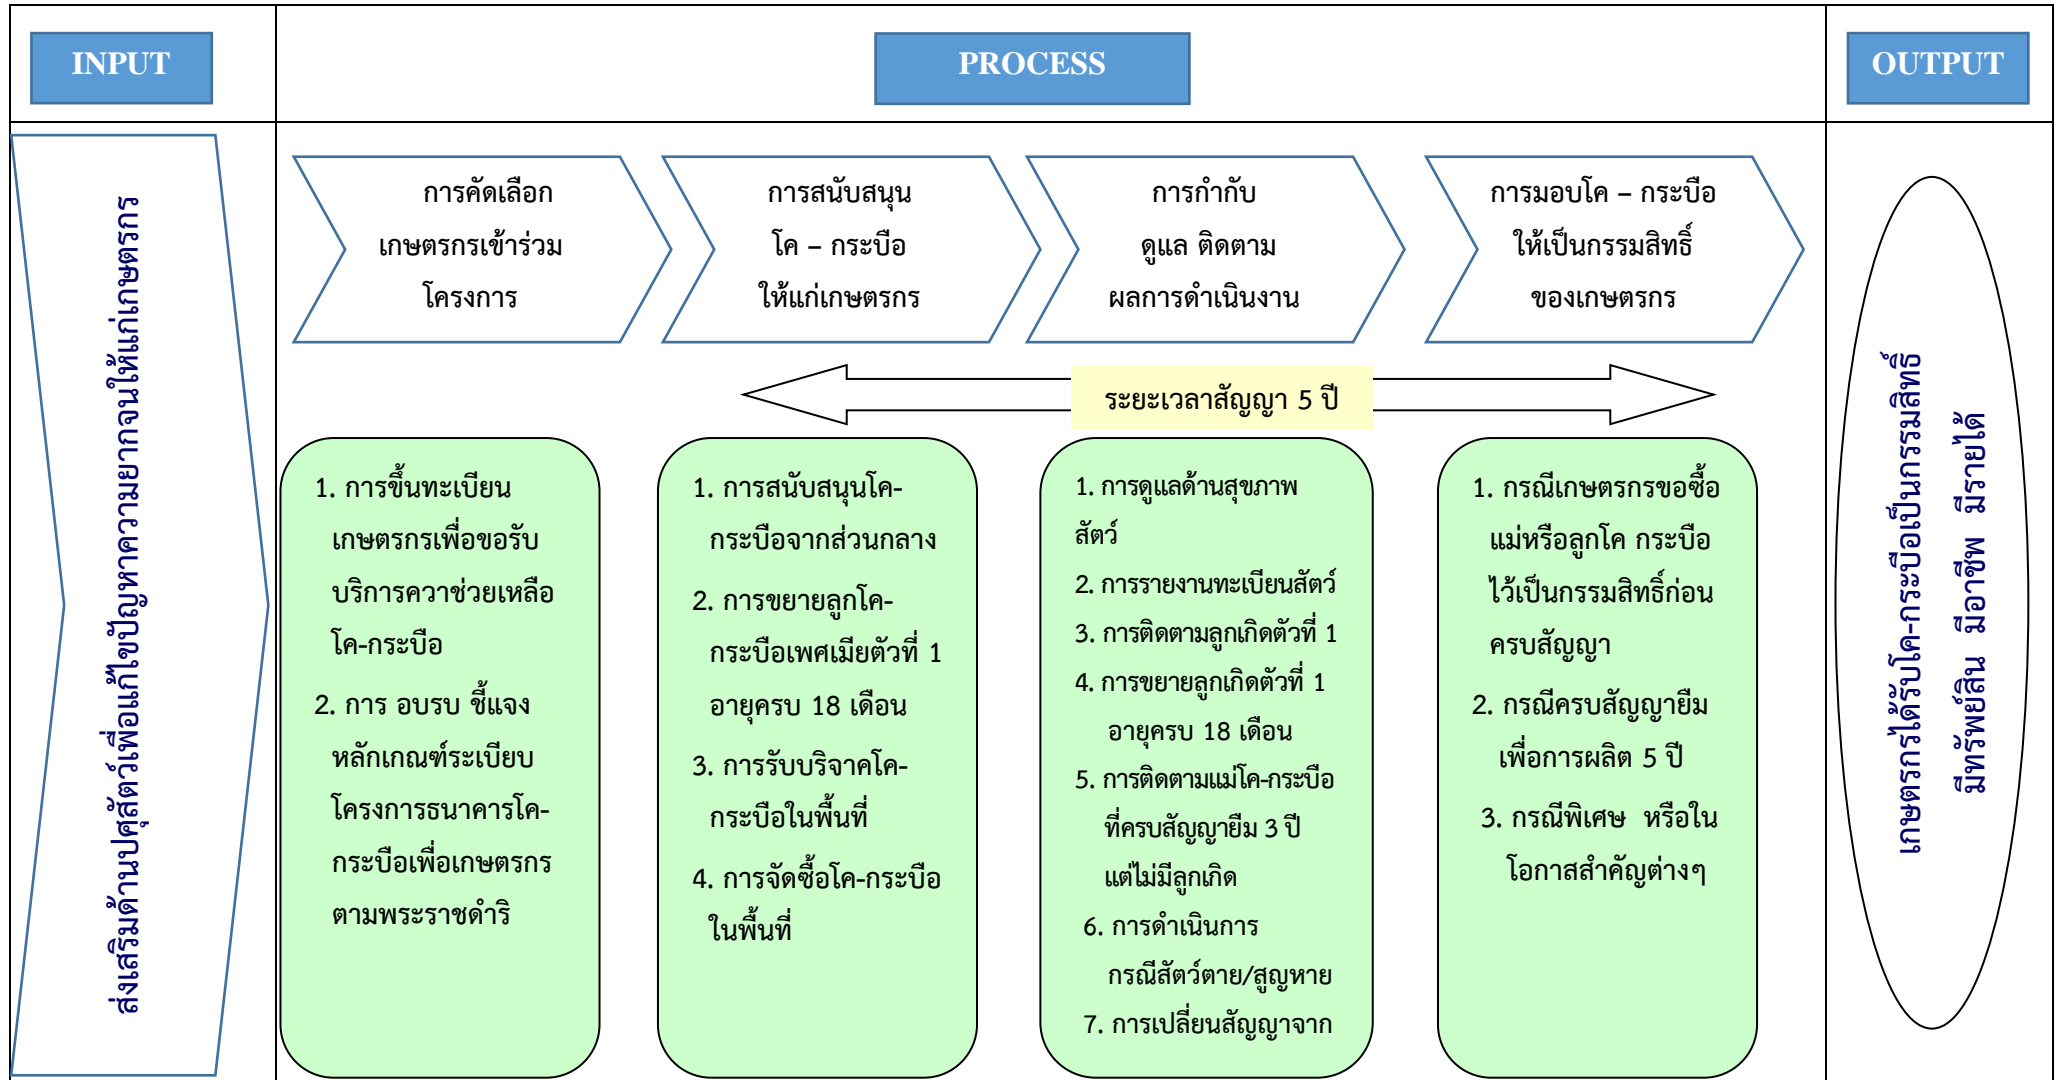 INPUT
PROCESS
OUTPUT
ส่งเสริมด้านปศุสัตว์เพื่อแก้ไขปัญหาความยากจนให้แก่เกษตรกร
การคัดเลือก
เกษตรกรเข้าร่วม
โครงการ
การสนับสนุน
โค – กระบือ
ให้แก่เกษตรกร
การกำกับ
ดูแล ติดตาม
ผลการดำเนินงาน
การมอบโค – กระบือ
ให้เป็นกรรมสิทธิ์
ของเกษตรกร
ระยะเวลาสัญญา 5 ปี
1. การขึ้นทะเบียน
เกษตรกรเพื่อขอรับ
บริการควาช่วยเหลือ
โค-กระบือ
2. การ อบรบ ชี้แจง
หลักเกณฑ์ระเบียบ
โครงการธนาคารโค-
กระบือเพื่อเกษตรกร
ตามพระราชดำริ
1. การสนับสนุนโค-
กระบือจากส่วนกลาง
2. การขยายลูกโค-
กระบือเพศเมียตัวที่ 1
อายุครบ 18 เดือน
3. การรับบริจาคโค-
กระบือในพื้นที่
4. การจัดซื้อโค-กระบือ
ในพื้นที่
1. การดูแลด้านสุขภาพ
สัตว์
2. การรายงานทะเบียนสัตว์
3. การติดตามลูกเกิดตัวที่ 1
4. การขยายลูกเกิดตัวที่ 1
อายุครบ 18 เดือน
5. การติดตามแม่โค-กระบือ
ที่ครบสัญญายืม 3 ปี
แต่ไม่มีลูกเกิด
6. การดำเนินการ
กรณีสัตว์ตาย/สูญหาย
7. การเปลี่ยนสัญญาจาก
1. กรณีเกษตรกรขอซื้อ
แม่หรือลูกโค กระบือ
ไว้เป็นกรรมสิทธิ์ก่อน
ครบสัญญา
2. กรณีครบสัญญายืม
เพื่อการผลิต 5 ปี
3. กรณีพิเศษ หรือใน
โอกาสสำคัญต่างๆ
เกษตรกรได้รับโค-กระบือเป็นกรรมสิทธิ์
มีทรัพย์สิน มีอาชีพ มีรายได้